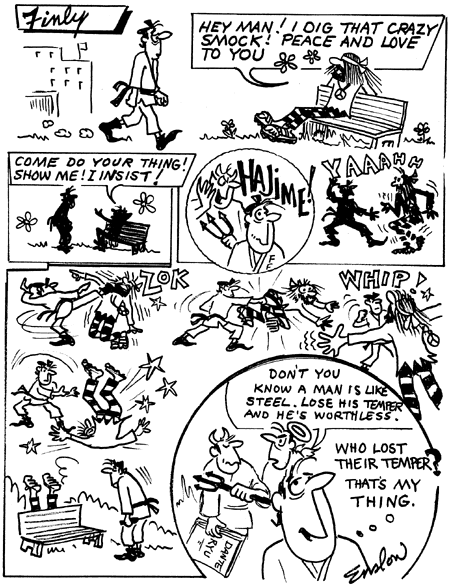 Finly
HEY MAN! I DIG THAT CRAZY
SMOCK! PEACE AND LOVE
TO YOU
COME DO YOUR THING!
SHOW ME! I INSIST!
HAJIME!
YAAAHH
ZOK
WHIP!
DON'T YOU
KNOW A MAN IS LIKE
STEEL. LOSE HIS TEMPER
AND HE'S WORTHLESS.
WHO LOST
THEIR TEMPER?
THAT'S MY
THING.
DANTE
RYU
Enslow